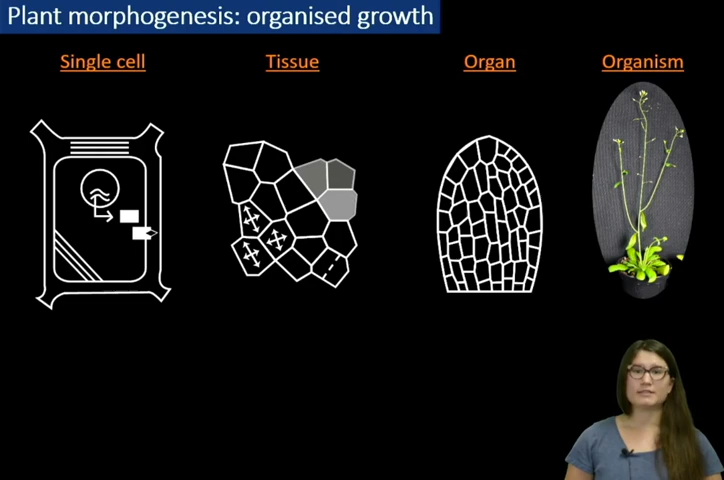 Plant morphogenesis: organised growth
Single cell
Tissue
Organ
Organism